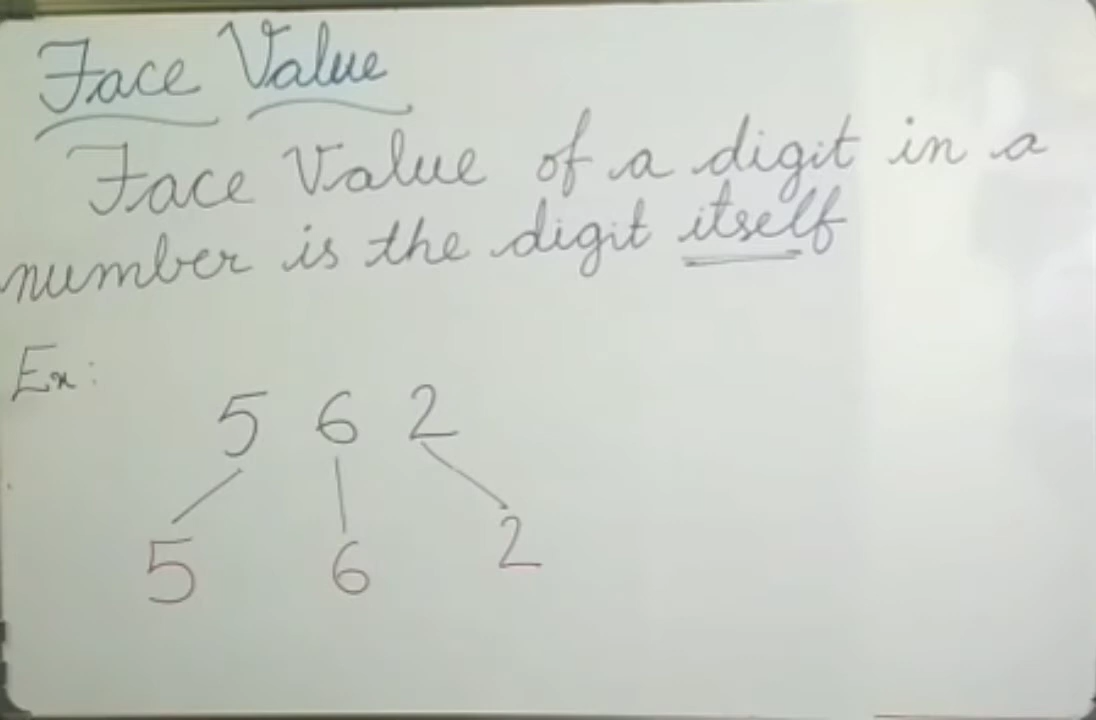 Face Value
Face Value of a digit in a
number is the digit itself
Ex:
5 6 2
5 6 2